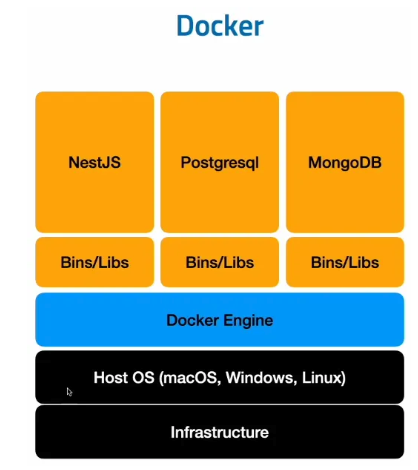 Docker
NestJS
Postgresql
MongoDB
Bins/Libs
Bins/Libs
Bins/Libs
Docker Engine
Host OS (macOS, Windows, Linux)
Infrastructure